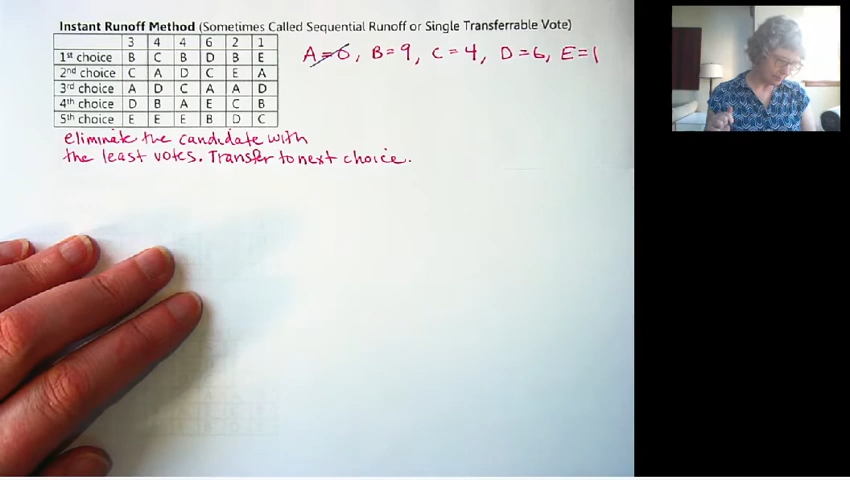 Instant Runoff Method (Sometimes Called Sequential Runoff or Single Transferrable Vote)
3 4 4 6 2 1
1st choice B C B D B E
2nd choice C A D C E A
3rd choice A D C A A D
4th choice D B A E C B
5th choice E E E B D C
A=0, B=9, C=4, D=6, E=1
eliminate the candidate with
the least votes. Transfer to next choice.